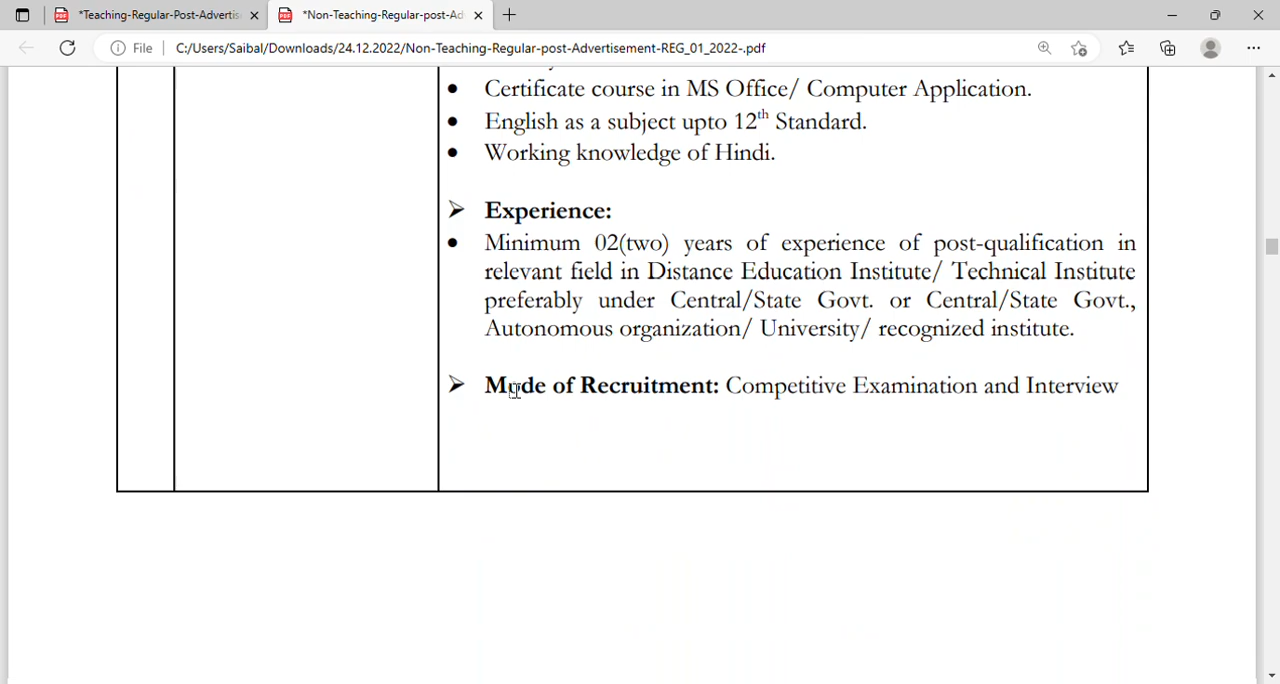 *Teaching-Regular-Post-Advertis
*Non-Teaching-Regular-post-Ad
File
C:/Users/Saibal/Downloads/24.12.2022/Non-Teaching-Regular-post-Advertisement-REG_01_2022-.pdf
• Certificate course in MS Office/ Computer Application.
• English as a subject upto 12th Standard.
• Working knowledge of Hindi.
➢ Experience:
• Minimum 02(two) years of experience of post-qualification in
relevant field in Distance Education Institute/ Technical Institute
preferably under Central/State Govt. or Central/State Govt.,
Autonomous organization/ University/ recognized institute.
➢ Mode of Recruitment: Competitive Examination and Interview